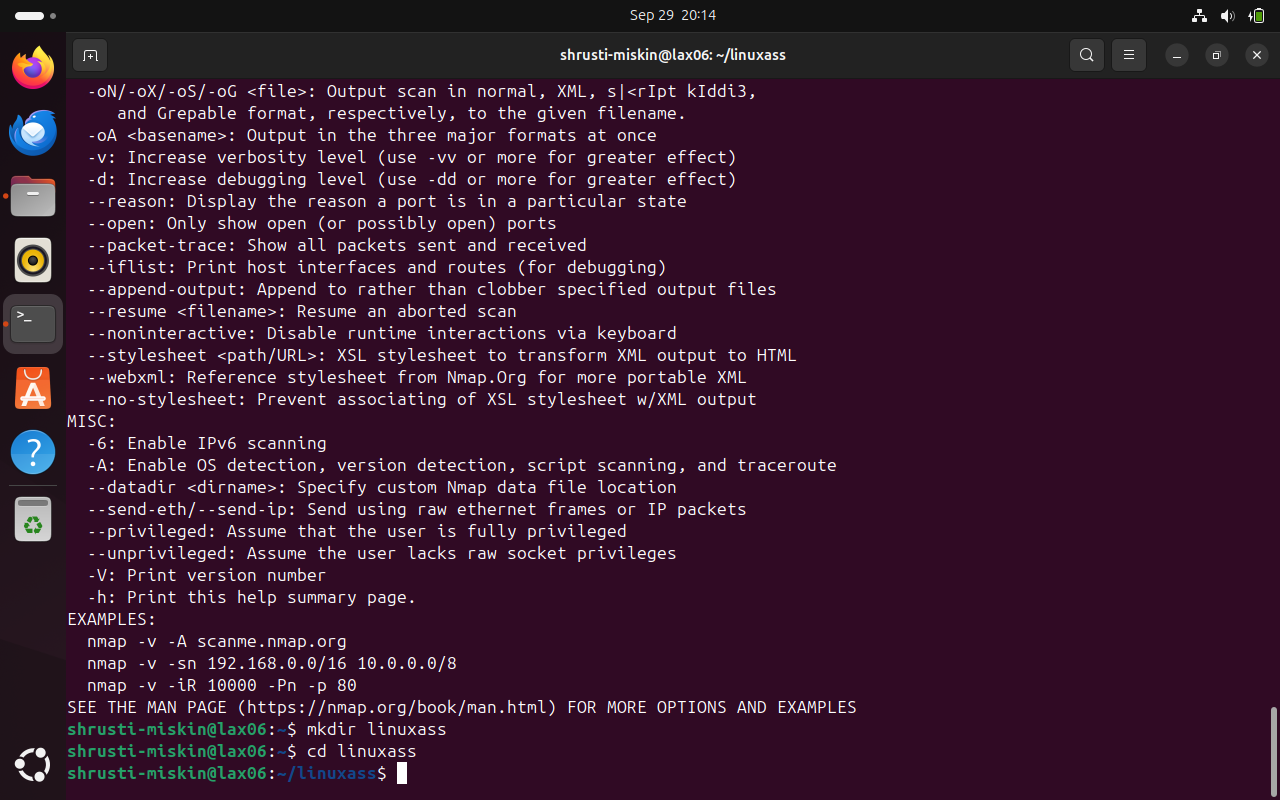 Sep 29 20:14
shrusti-miskin@lax06: ~/linuxass
-oN/-oX/-oS/-oG <file>: Output scan in normal, XML, s|<rIpt kIddi3,
and Grepable format, respectively, to the given filename.
-oA <basename>: Output in the three major formats at once
-v: Increase verbosity level (use -vv or more for greater effect)
-d: Increase debugging level (use -dd or more for greater effect)
--reason: Display the reason a port is in a particular state
--open: Only show open (or possibly open) ports
--packet-trace: Show all packets sent and received
--iflist: Print host interfaces and routes (for debugging)
--append-output: Append to rather than clobber specified output files
--resume <filename>: Resume an aborted scan
--noninteractive: Disable runtime interactions via keyboard
--stylesheet <path/URL>: XSL stylesheet to transform XML output to HTML
--webxml: Reference stylesheet from Nmap.Org for more portable XML
--no-stylesheet: Prevent associating of XSL stylesheet w/XML output
MISC:
-6: Enable IPv6 scanning
-A: Enable OS detection, version detection, script scanning, and traceroute
--datadir <dirname>: Specify custom Nmap data file location
--send-eth/--send-ip: Send using raw ethernet frames or IP packets
--privileged: Assume that the user is fully privileged
--unprivileged: Assume the user lacks raw socket privileges
-V: Print version number
-h: Print this help summary page.
EXAMPLES:
nmap -v -A scanme.nmap.org
nmap -v -sn 192.168.0.0/16 10.0.0.0/8
nmap -v -iR 10000 -Pn -p 80
SEE THE MAN PAGE (https://nmap.org/book/man.html) FOR MORE OPTIONS AND EXAMPLES
shrusti-miskin@lax06:~$ mkdir linuxass
shrusti-miskin@lax06:~$ cd linuxass
shrusti-miskin@lax06:~/linuxass$